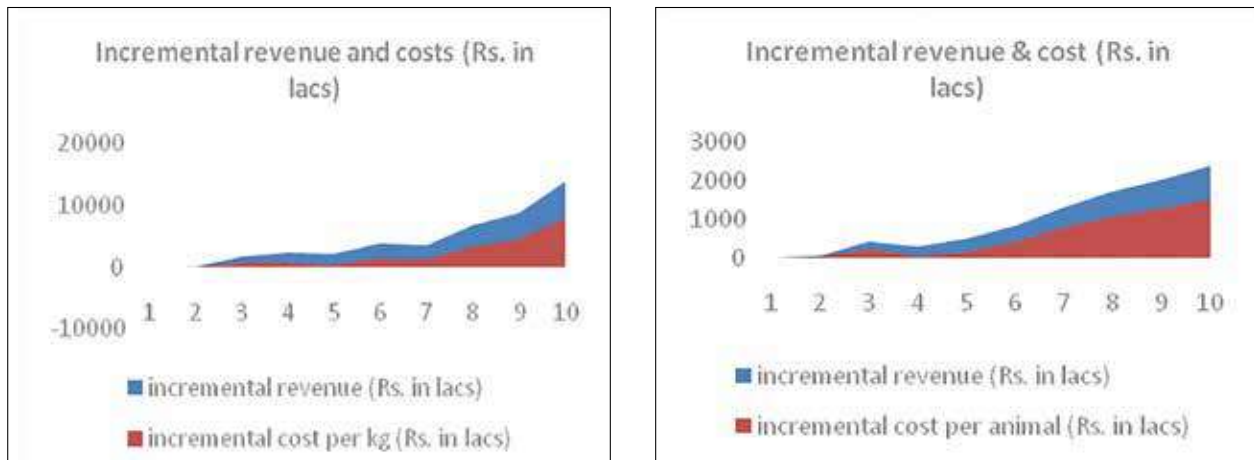 Incremental revenue and costs (Rs. in
lacs)
20000
10000
0
-10000
1 2 3 4 5 6 7 8 9 10
incremental revenue (Rs. in lacs)
incremental cost per kg (Rs. in lacs)
Incremental revenue & cost (Rs. in
lacs)
3000
2000
1000
0
1 2 3 4 5 6 7 8 9 10
incremental revenue (Rs. in lacs)
incremental cost per animal (Rs. in lacs)